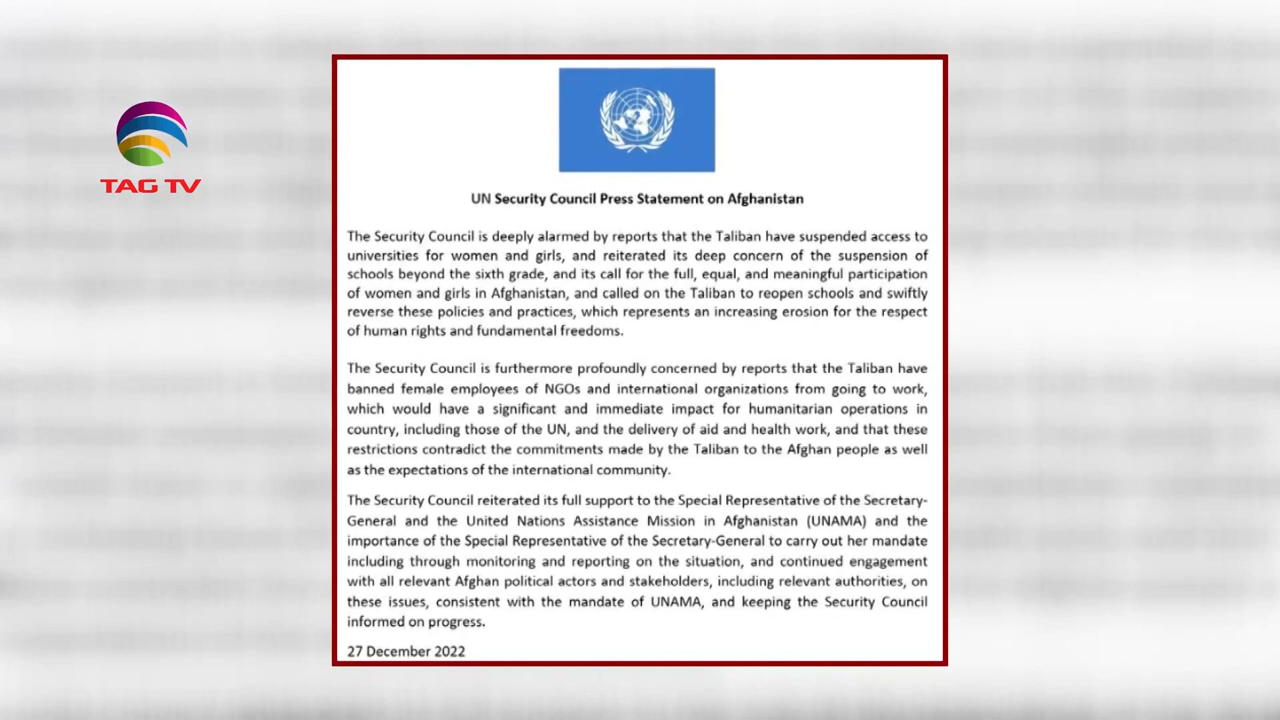 TAG TV
UN Security Council Press Statement on Afghanistan
The Security Council is deeply alarmed by reports that the Taliban have suspended access to
universities for women and girls, and reiterated its deep concern of the suspension of
schools beyond the sixth grade, and its call for the full, equal, and meaningful participation
of women and girls in Afghanistan, and called on the Taliban to reopen schools and swiftly
reverse these policies and practices, which represents an increasing erosion for the respect
of human rights and fundamental freedoms.
The Security Council is furthermore profoundly concerned by reports that the Taliban have
banned female employees of NGOs and international organizations from going to work,
which would have a significant and immediate impact for humanitarian operations in
country, including those of the UN, and the delivery of aid and health work, and that these
restrictions contradict the commitments made by the Taliban to the Afghan people as well
as the expectations of the international community.
The Security Council reiterated its full support to the Special Representative of the Secretary-
General and the United Nations Assistance Mission in Afghanistan (UNAMA) and the
importance of the Special Representative of the Secretary-General to carry out her mandate
including through monitoring and reporting on the situation, and continued engagement
with all relevant Afghan political actors and stakeholders, including relevant authorities, on
these issues, consistent with the mandate of UNAMA, and keeping the Security Council
informed on progress.
27 December 2022